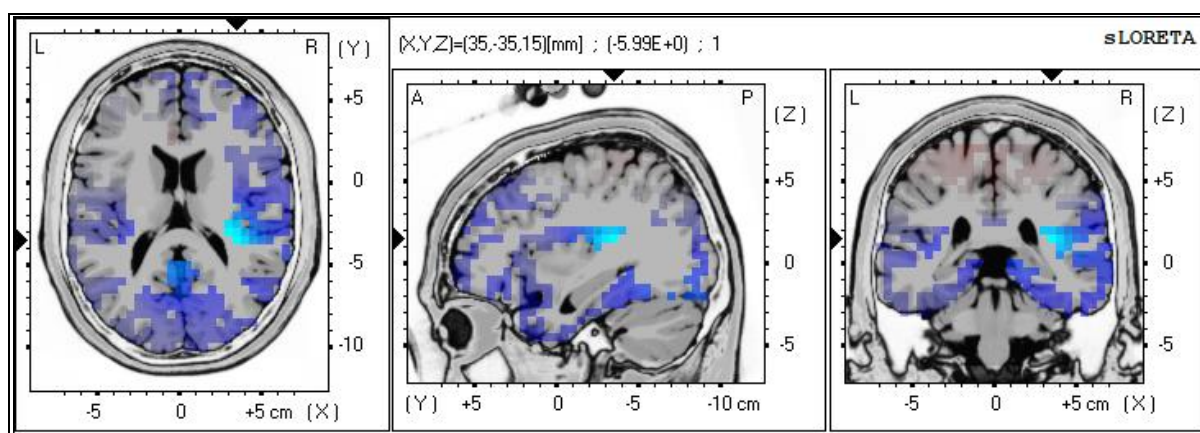 (X,Y,Z)=(35,-35,15)[mm] ; (-5.99E+0) ; 1
sLORETA
L R (Y)
+5
0
-5
-10
-5 0 +5 cm (X)
A P (Z)
+5
0
-5
(Y) +5 0 -5 -10 cm
L R (Z)
+5
0
-5
-5 0 +5 cm (X)